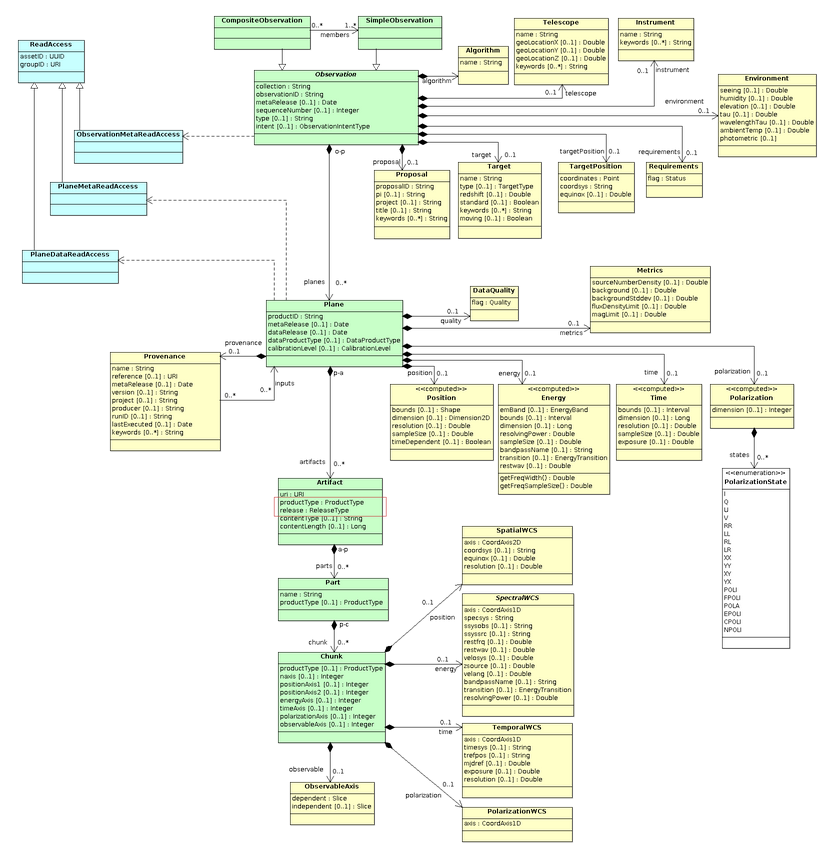 CompositeObservation
0..*
1..*
members
SimpleObservation
ReadAccess
assetID : UUID
groupID : URI
Observation
collection : String
observationID : String
metaRelease [0..1] : Date
sequenceNumber [0..1] : Integer
type [0..1] : String
intent [0..1] : ObservationIntentType
Algorithm
name : String
algorithm
Telescope
name : String
geoLocationX [0..1] : Double
geoLocationY [0..1] : Double
geoLocationZ [0..1] : Double
keywords [0..*] : String
0..1
telescope
Instrument
name : String
keywords [0..*] : String
0..1
instrument
Environment
seeing [0..1] : Double
humidity [0..1] : Double
elevation [0..1] : Double
tau [0..1] : Double
wavelengthTau [0..1] : Double
ambientTemp [0..1] : Double
photometric [0..1]
environment
0..1
ObservationMetaReadAccess
PlaneMetaReadAccess
PlaneDataReadAccess
o-p
proposal
0..1
Proposal
proposalID : String
pi [0..1] : String
project [0..1] : String
title [0..1] : String
keywords [0..*] : String
target
0..1
Target
name : String
type [0..1] : TargetType
redshift [0..1] : Double
standard [0..1] : Boolean
keywords [0..*] : String
moving [0..1] : Boolean
targetPosition
0..1
TargetPosition
coordinates : Point
coordsys : String
equinox [0..1] : Double
requirements
0..1
Requirements
flag : Status
planes
0..*
Plane
productID : String
metaRelease [0..1] : Date
dataRelease [0..1] : Date
dataProductType [0..1] : DataProductType
calibrationLevel [0..1] : CalibrationLevel
DataQuality
flag : Quality
0..1
quality
Metrics
sourceNumberDensity [0..1] : Double
background [0..1] : Double
backgroundStddev [0..1] : Double
fluxDensityLimit [0..1] : Double
magLimit [0..1] : Double
0..1
metrics
provenance
0..1
Provenance
name : String
reference [0..1] : URI
metaRelease [0..1] : Date
version [0..1] : String
project [0..1] : String
producer [0..1] : String
runID [0..1] : String
lastExecuted [0..1] : Date
keywords [0..*] : String
0..*
0..*
inputs
p-a
position
0..1
<<computed>>
Position
bounds [0..1] : Shape
dimension [0..1] : Dimension2D
resolution [0..1] : Double
sampleSize [0..1] : Double
timeDependent [0..1] : Boolean
energy
0..1
<<computed>>
Energy
emBand [0..1] : EnergyBand
bounds [0..1] : Interval
dimension [0..1] : Long
resolvingPower : Double
sampleSize [0..1] : Double
bandpassName [0..1] : String
transition [0..1] : EnergyTransition
restwav [0..1] : Double
getFreqWidth() : Double
getFreqSampleSize() : Double
time
0..1
<<computed>>
Time
bounds [0..1] : Interval
dimension [0..1] : Long
resolution [0..1] : Double
sampleSize [0..1] : Double
exposure [0..1] : Double
polarization
0..1
<<computed>>
Polarization
dimension [0..1] : Integer
states
0..*
<<enumeration>>
PolarizationState
I
Q
U
V
RR
LL
RL
LR
XX
YY
XY
YX
POLI
FPOLI
POLA
EPOLI
CPOLI
NPOLI
artifacts
0..*
Artifact
uri : URI
productType : ProductType
release : ReleaseType
contentType [0..1] : String
contentLength [0..1] : Long
a-p
parts
0..*
Part
name : String
productType [0..1] : ProductType
p-c
chunk
0..*
Chunk
productType [0..1] : ProductType
naxis [0..1] : Integer
positionAxis1 [0..1] : Integer
positionAxis2 [0..1] : Integer
energyAxis [0..1] : Integer
timeAxis [0..1] : Integer
polarizationAxis [0..1] : Integer
observableAxis [0..1] : Integer
0..1
position
SpatialWCS
axis : CoordAxis2D
coordsys [0..1] : String
equinox [0..1] : Double
resolution [0..1] : Double
0..1
energy
SpectralWCS
axis : CoordAxis1D
specsys : String
ssysobs [0..1] : String
ssyssrc [0..1] : String
restfrq [0..1] : Double
restwav [0..1] : Double
velosys [0..1] : Double
zsource [0..1] : Double
velang [0..1] : Double
bandpassName [0..1] : String
transition [0..1] : EnergyTransition
resolvingPower [0..1] : Double
0..1
time
TemporalWCS
axis : CoordAxis1D
timesys [0..1] : String
trefpos [0..1] : String
mjdref [0..1] : Double
exposure [0..1] : Double
resolution [0..1] : Double
0..1
polarization
PolarizationWCS
axis : CoordAxis1D
observable
0..1
ObservableAxis
dependent : Slice
independent [0..1] : Slice